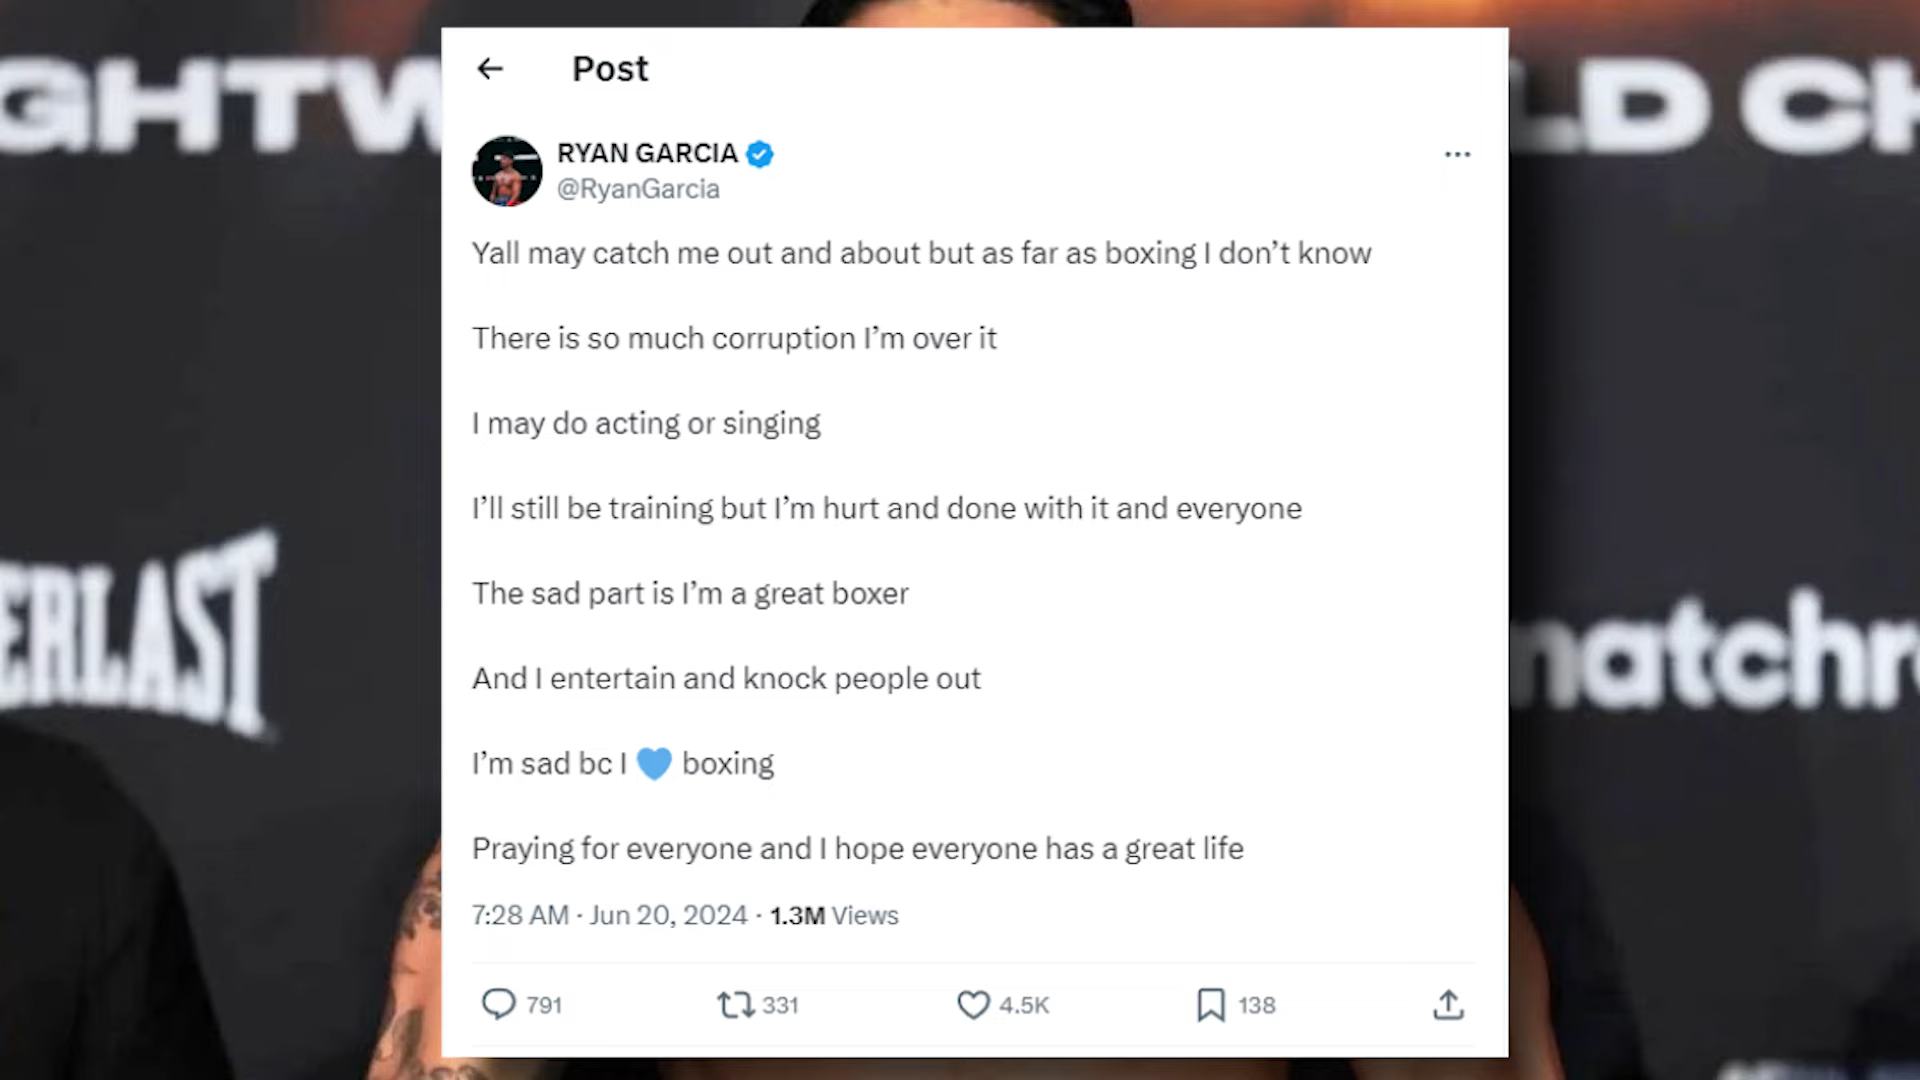 GHTW
LD CH
ERLAST
natchr
Post
RYAN GARCIA
@RyanGarcia
Yall may catch me out and about but as far as boxing I don’t know
There is so much corruption I’m over it
I may do acting or singing
I’ll still be training but I’m hurt and done with it and everyone
The sad part is I’m a great boxer
And I entertain and knock people out
I’m sad bc I 💙 boxing
Praying for everyone and I hope everyone has a great life
7:28 AM · Jun 20, 2024 · 1.3M Views
791 331 4.5K 138